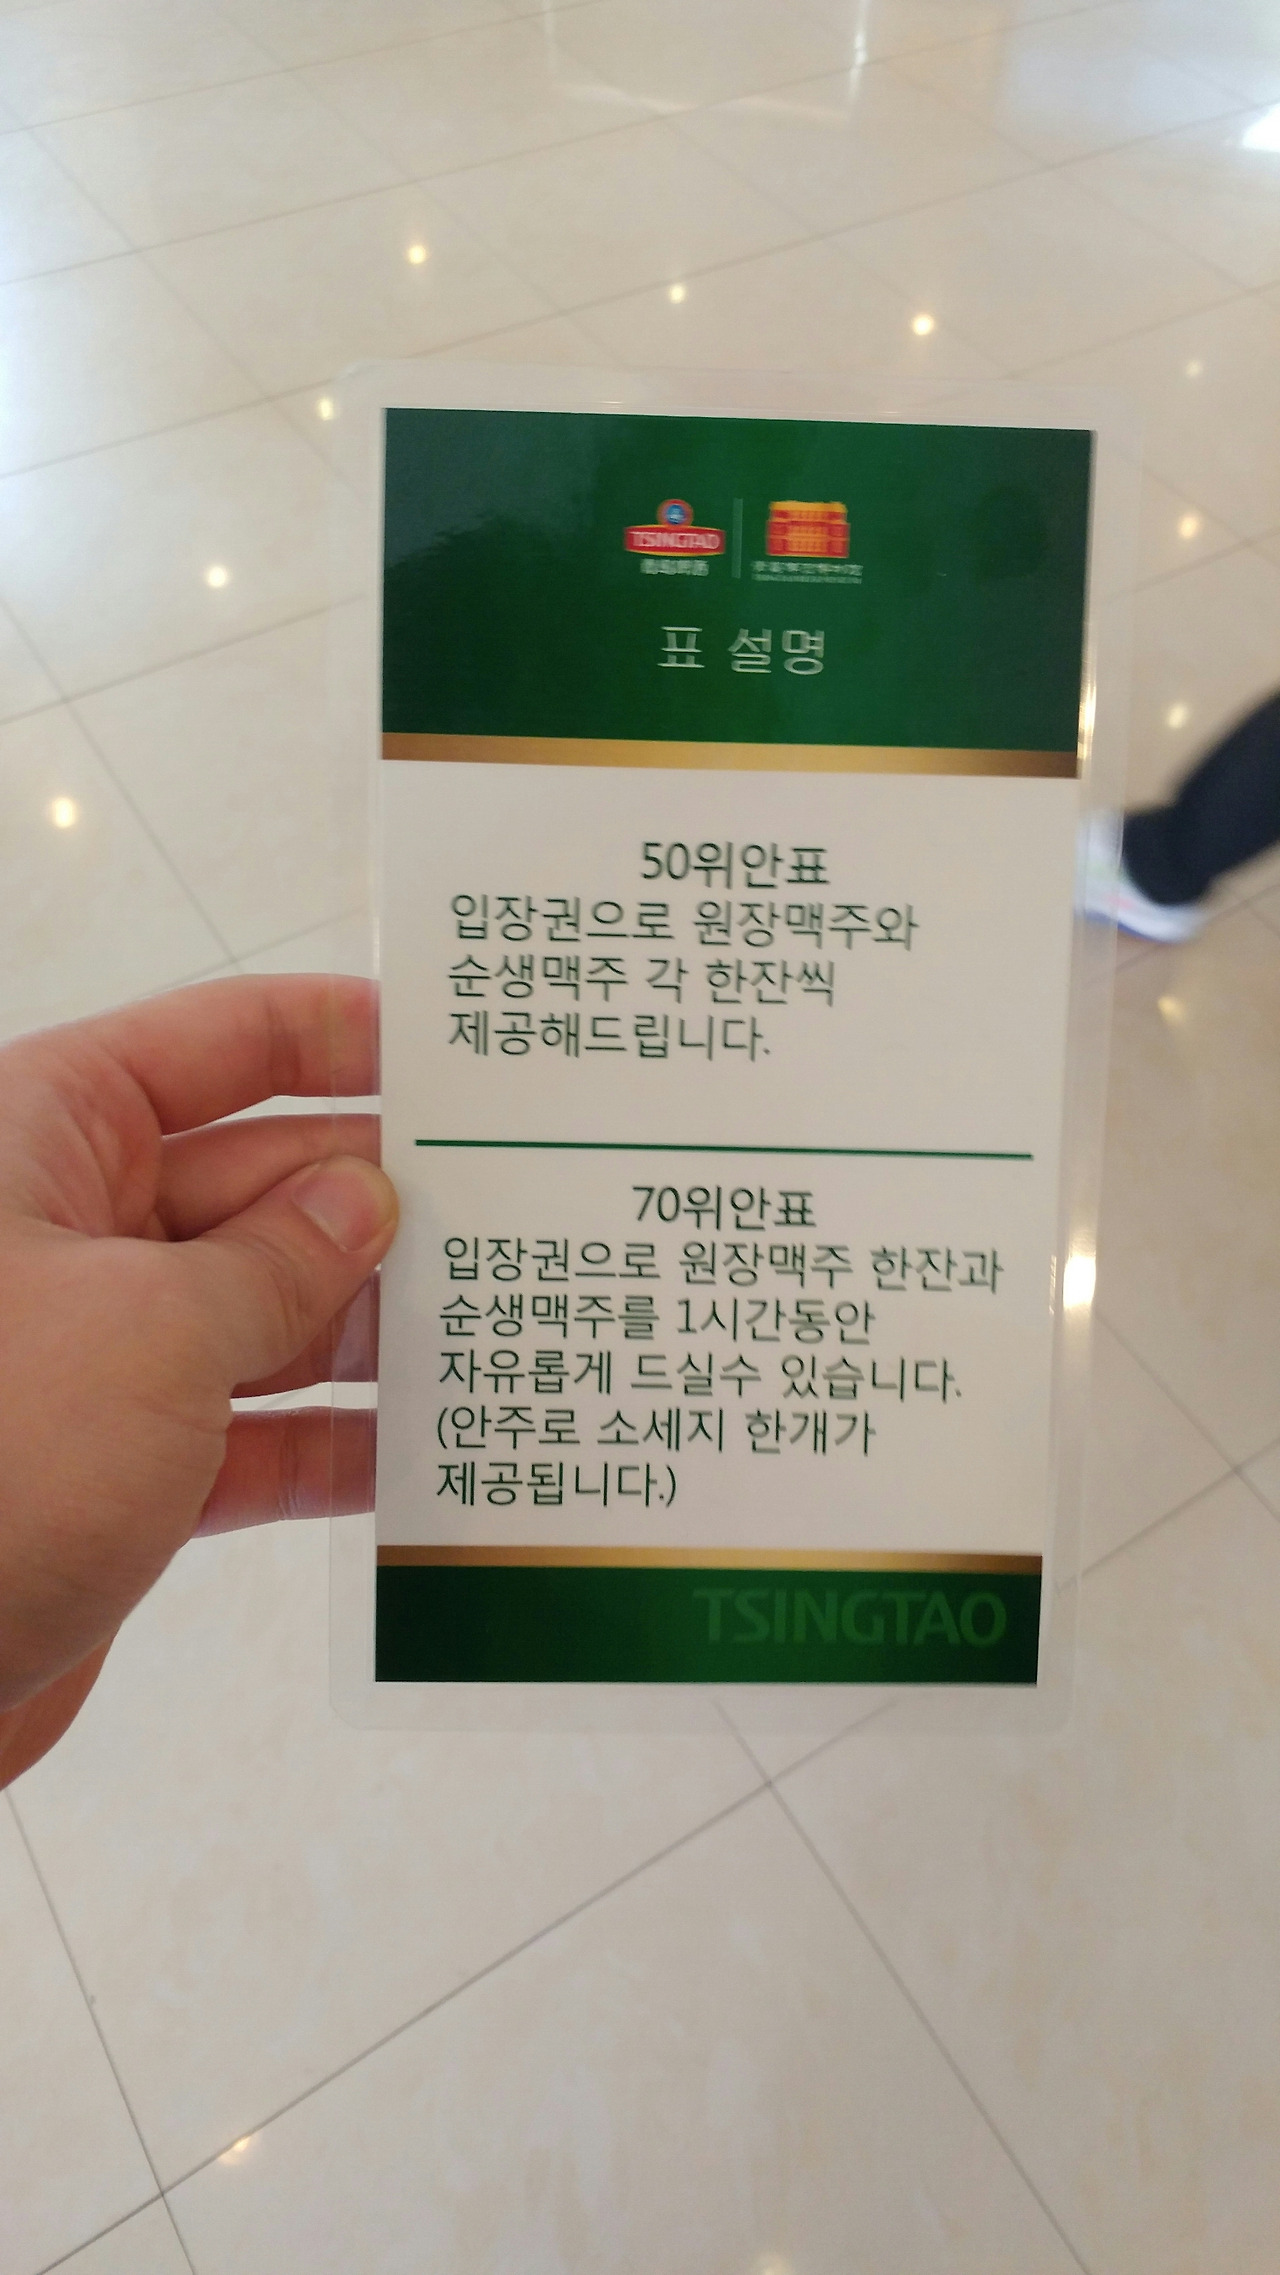 TSINGTAO
표 설명
50위안표
입장권으로 원장맥주와
순생맥주 각 한잔씩
제공해드립니다.
70위안표
입장권으로 원장맥주 한잔과
순생맥주를 1시간동안
자유롭게 드실수 있습니다.
(안주로 소세지 한개가
제공됩니다.)
TSINGTAO